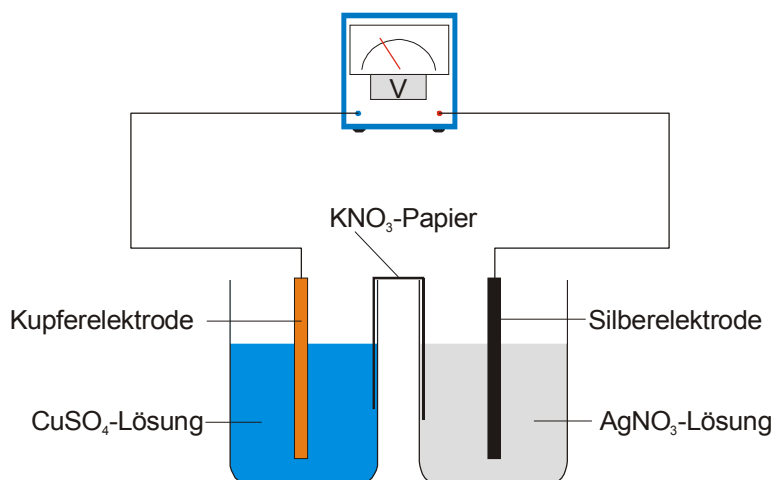 V
KNO₃-Papier
Kupferelektrode
Silberelektrode
CuSO₄-Lösung
AgNO₃-Lösung